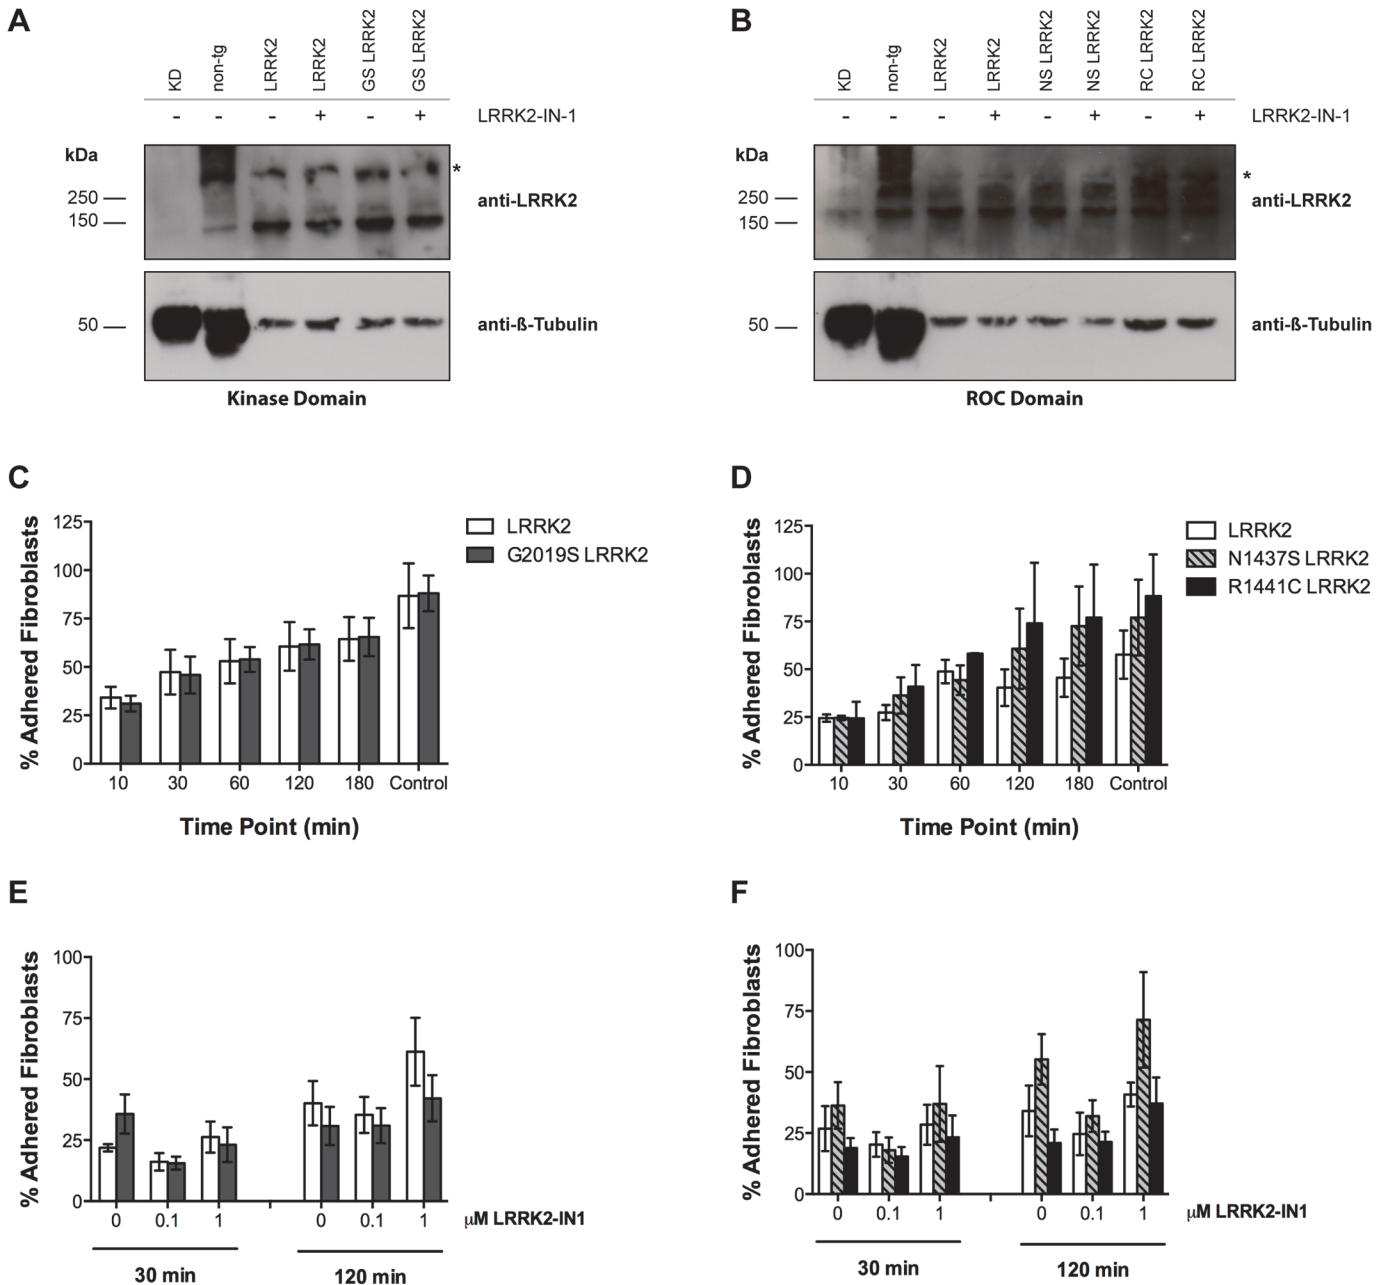 A
KD
non-tg
LRRK2
LRRK2
GS LRRK2
GS LRRK2
- - - + - + LRRK2-IN-1
kDa
*
250
150
anti-LRRK2
50
anti-ß-Tubulin
Kinase Domain
B
KD
non-tg
LRRK2
LRRK2
NS LRRK2
NS LRRK2
RC LRRK2
RC LRRK2
- - - + - + - + LRRK2-IN-1
kDa
*
250
150
anti-LRRK2
50
anti-ß-Tubulin
ROC Domain
C
% Adhered Fibroblasts
125
100
75
50
25
0
10 30 60 120 180 Control
Time Point (min)
LRRK2
G2019S LRRK2
D
% Adhered Fibroblasts
125
100
75
50
25
0
10 30 60 120 180 Control
Time Point (min)
LRRK2
N1437S LRRK2
R1441C LRRK2
E
% Adhered Fibroblasts
100
75
50
25
0
0 0.1 1 0 0.1 1 µM LRRK2-IN1
30 min 120 min
F
% Adhered Fibroblasts
100
75
50
25
0
0 0.1 1 0 0.1 1 µM LRRK2-IN1
30 min 120 min